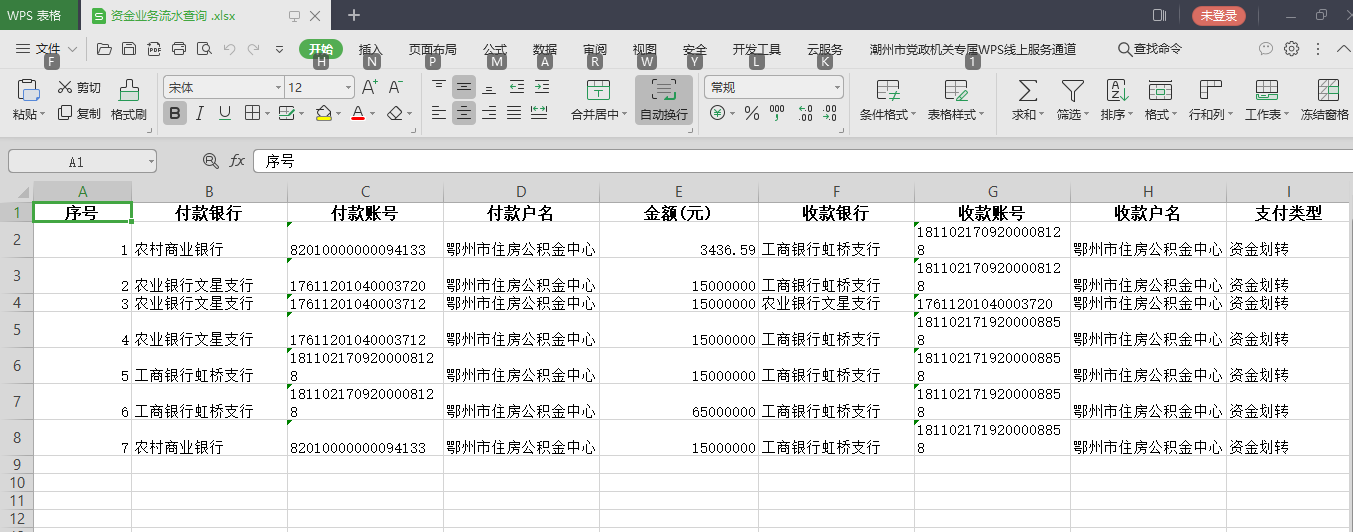 WPS 表格
资金业务流水查询 .xlsx
未登录
文件
开始
插入
页面布局
公式
数据
审阅
视图
安全
开发工具
云服务
潮州市党政机关专属WPS线上服务通道
查找命令
F
H
N
P
M
A
R
W
Y
L
K
1
粘贴
剪切
复制
格式刷
宋体
12
B I U
合并居中
自动换行
常规
条件格式
表格样式
求和
筛选
排序
格式
行和列
工作表
冻结窗格
A1
fx
序号
A B C D E F G H I
1 序号 付款银行 付款账号 付款户名 金额(元) 收款银行 收款账号 收款户名 支付类型
2 1 农村商业银行 82010000000094133 鄂州市住房公积金中心 3436.59 工商银行虹桥支行 1811021709200008128 鄂州市住房公积金中心 资金划转
3 2 农业银行文星支行 17611201040003720 鄂州市住房公积金中心 15000000 工商银行虹桥支行 1811021709200008128 鄂州市住房公积金中心 资金划转
4 3 农业银行文星支行 17611201040003712 鄂州市住房公积金中心 15000000 农业银行文星支行 17611201040003720 鄂州市住房公积金中心 资金划转
5 4 农业银行文星支行 17611201040003712 鄂州市住房公积金中心 15000000 工商银行虹桥支行 1811021719200008858 鄂州市住房公积金中心 资金划转
6 5 工商银行虹桥支行 1811021709200008128 鄂州市住房公积金中心 15000000 工商银行虹桥支行 1811021719200008858 鄂州市住房公积金中心 资金划转
7 6 工商银行虹桥支行 1811021709200008128 鄂州市住房公积金中心 65000000 工商银行虹桥支行 1811021719200008858 鄂州市住房公积金中心 资金划转
8 7 农村商业银行 82010000000094133 鄂州市住房公积金中心 15000000 工商银行虹桥支行 1811021719200008858 鄂州市住房公积金中心 资金划转
9
10
11
12